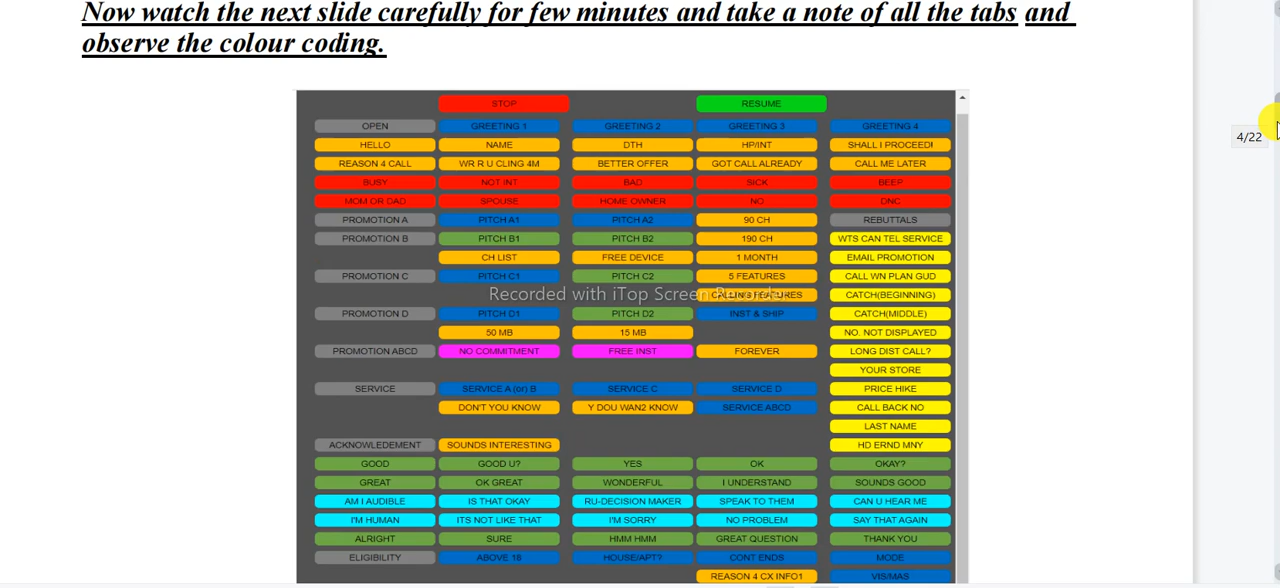 Now watch the next slide carefully for few minutes and take a note of all the tabs and
observe the colour coding.
STOP RESUME
OPEN GREETING 1 GREETING 2 GREETING 3 GREETING 4
HELLO NAME DTH HP/INT SHALL I PROCEED!
REASON 4 CALL WR R U CLING 4M BETTER OFFER GOT CALL ALREADY CALL ME LATER
BUSY NOT INT BAD SICK BEEP
MOM OR DAD SPOUSE HOME OWNER NO DNC
PROMOTION A PITCH A1 PITCH A2 90 CH REBUTTALS
PROMOTION B PITCH B1 PITCH B2 190 CH WTS CAN TEL SERVICE
CH LIST FREE DEVICE 1 MONTH EMAIL PROMOTION
PROMOTION C PITCH C1 PITCH C2 5 FEATURES CALL WN PLAN GUD
Recorded with iTop Screen Recorder CALLING FEATURES CATCH(BEGINNING)
PROMOTION D PITCH D1 PITCH D2 INST & SHIP CATCH(MIDDLE)
50 MB 15 MB NO. NOT DISPLAYED
PROMOTION ABCD NO COMMITMENT FREE INST FOREVER LONG DIST CALL?
YOUR STORE
SERVICE SERVICE A (or) B SERVICE C SERVICE D PRICE HIKE
DON'T YOU KNOW Y DOU WAN2 KNOW SERVICE ABCD CALL BACK NO
LAST NAME
ACKNOWLEDEMENT SOUNDS INTERESTING HD ERND MNY
GOOD GOOD U? YES OK OKAY?
GREAT OK GREAT WONDERFUL I UNDERSTAND SOUNDS GOOD
AM I AUDIBLE IS THAT OKAY RU-DECISION MAKER SPEAK TO THEM CAN U HEAR ME
I'M HUMAN ITS NOT LIKE THAT I'M SORRY NO PROBLEM SAY THAT AGAIN
ALRIGHT SURE HMM HMM GREAT QUESTION THANK YOU
ELIGIBILITY ABOVE 18 HOUSE/APT? CONT ENDS MODE
REASON 4 CX INFO1 VIS/MAS
4/22